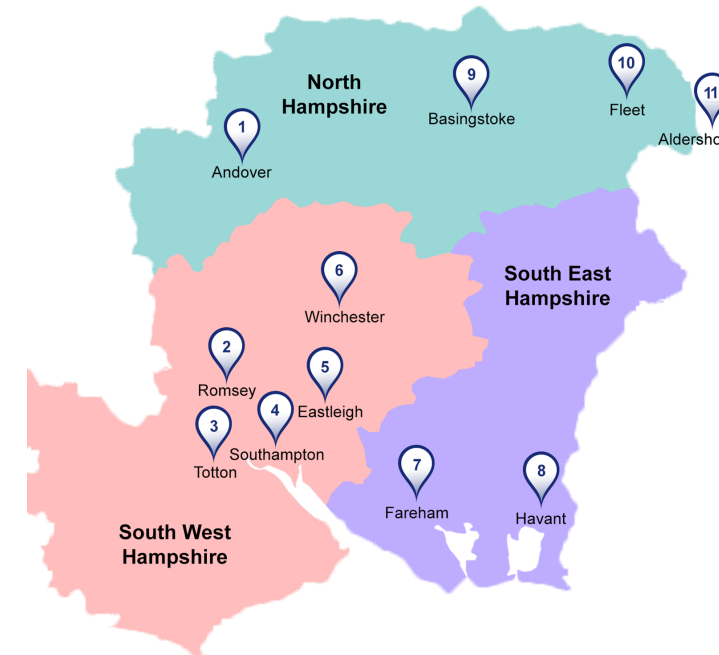 10
Fleet
9
Basingstoke
11
Aldersho
North
Hampshire
1
Andover
6
Winchester
South East
Hampshire
2
Romsey
5
Eastleigh
4
Southampton
3
Totton
7
Fareham
8
Havant
South West
Hampshire